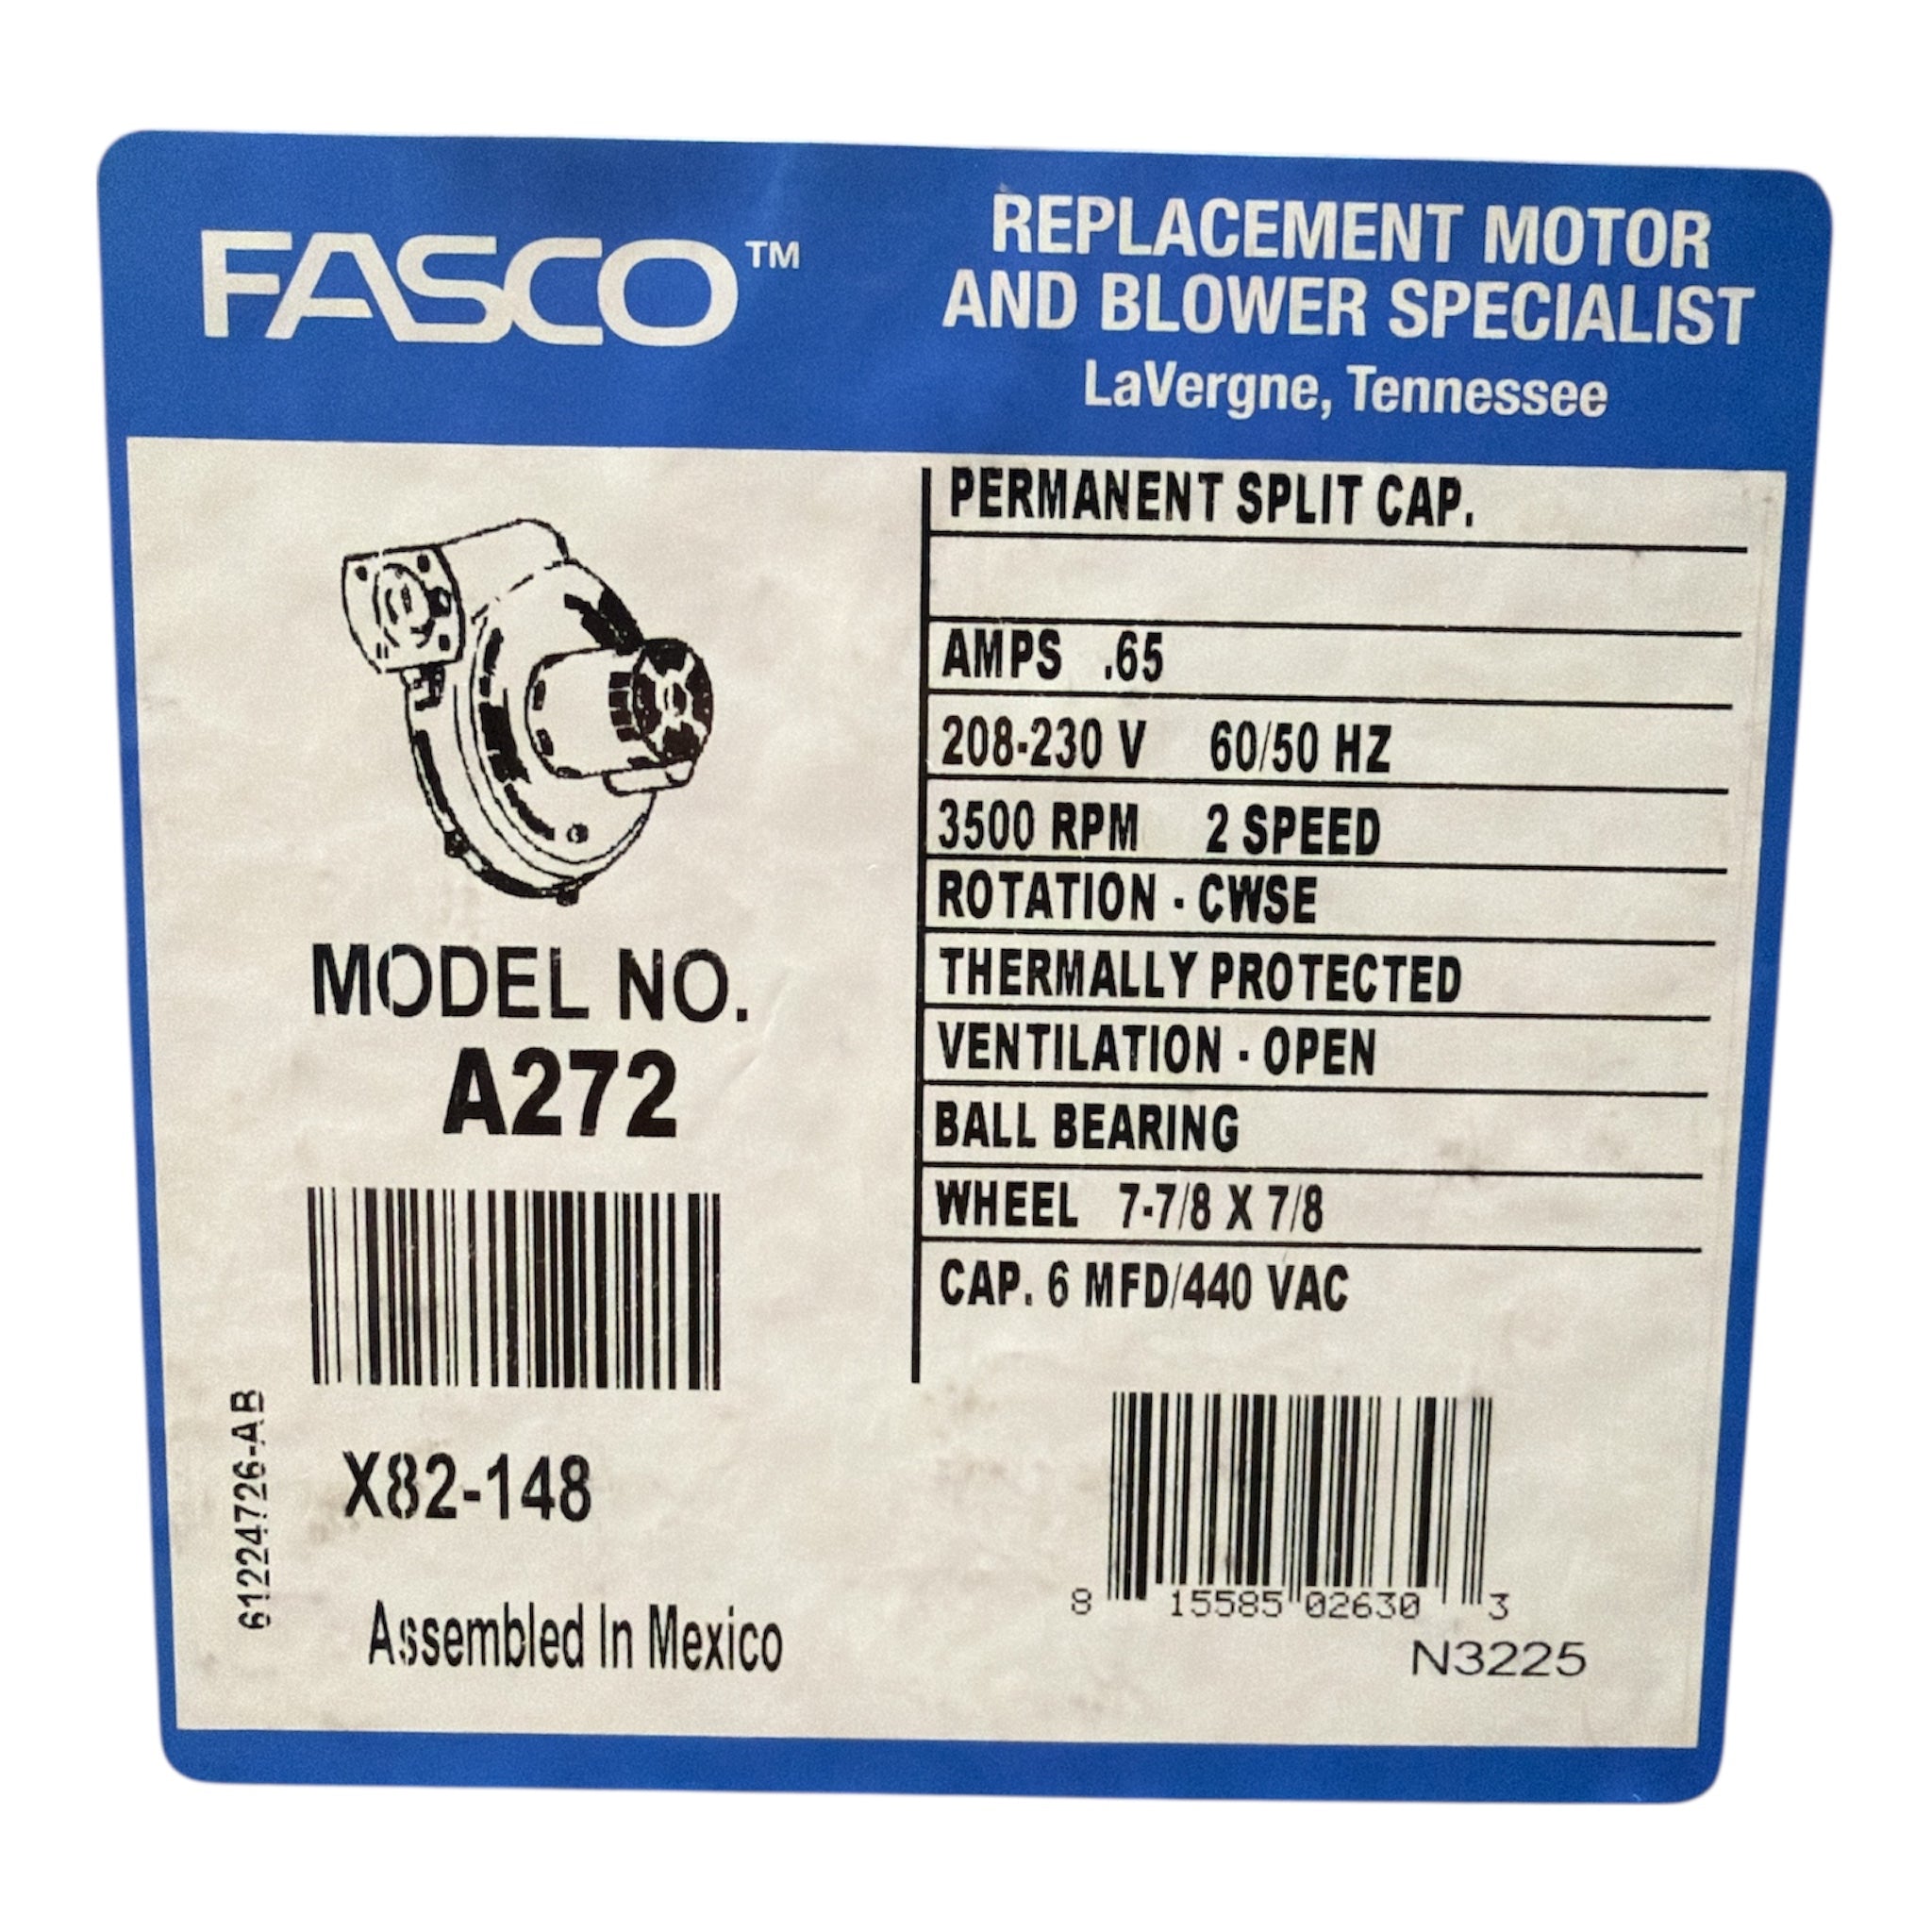 FASCO™
REPLACEMENT MOTOR
AND BLOWER SPECIALIST
LaVergne, Tennessee
MODEL NO.
A272
X82-148
61224726-AB
Assembled In Mexico
PERMANENT SPLIT CAP.
AMPS .65
208-230 V 60/50 HZ
3500 RPM 2 SPEED
ROTATION - CWSE
THERMALLY PROTECTED
VENTILATION - OPEN
BALL BEARING
WHEEL 7-7/8 X 7/8
CAP. 6 MFD/440 VAC
8 15585 02630 3
N3225